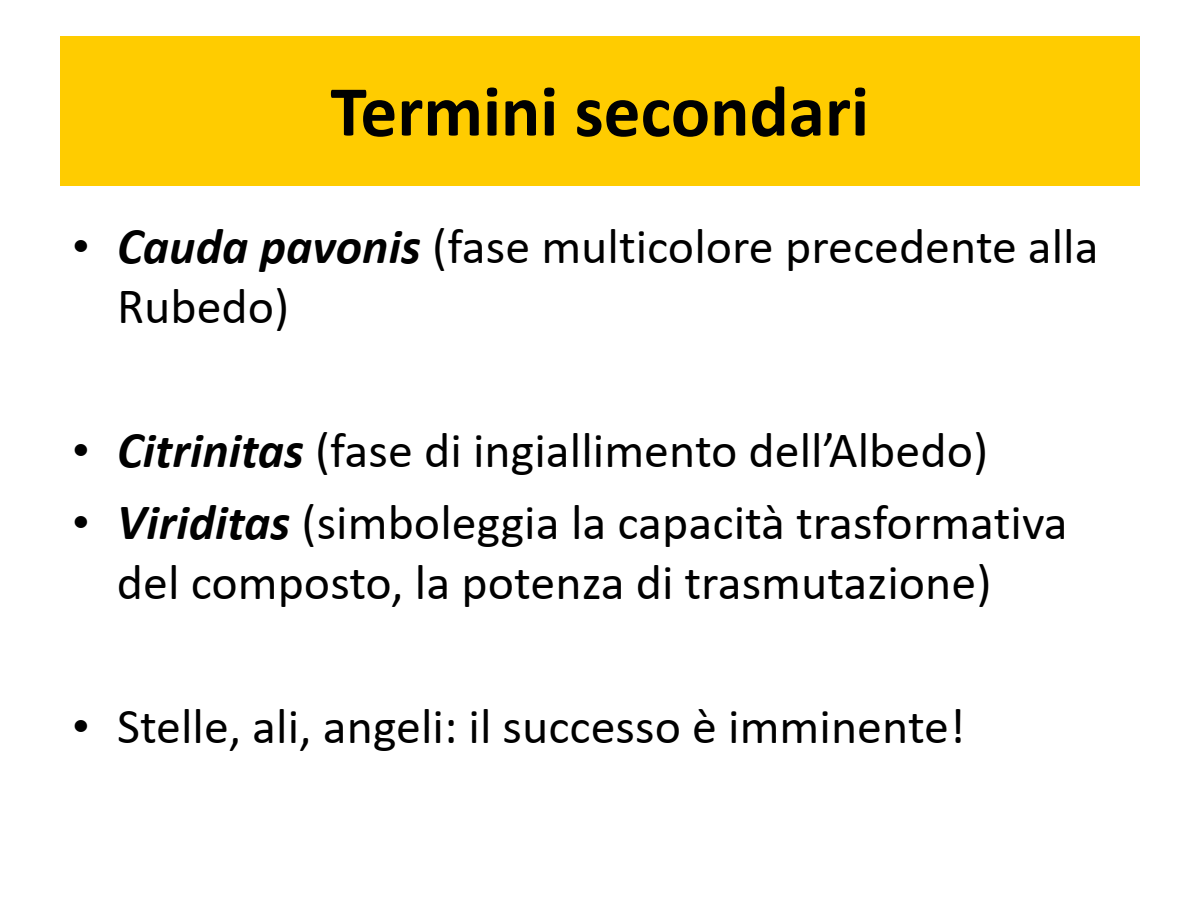 Termini secondari
• Cauda pavonis (fase multicolore precedente alla
Rubedo)
• Citrinitas (fase di ingiallimento dell’Albedo)
• Viriditas (simboleggia la capacità trasformativa
del composto, la potenza di trasmutazione)
• Stelle, ali, angeli: il successo è imminente!